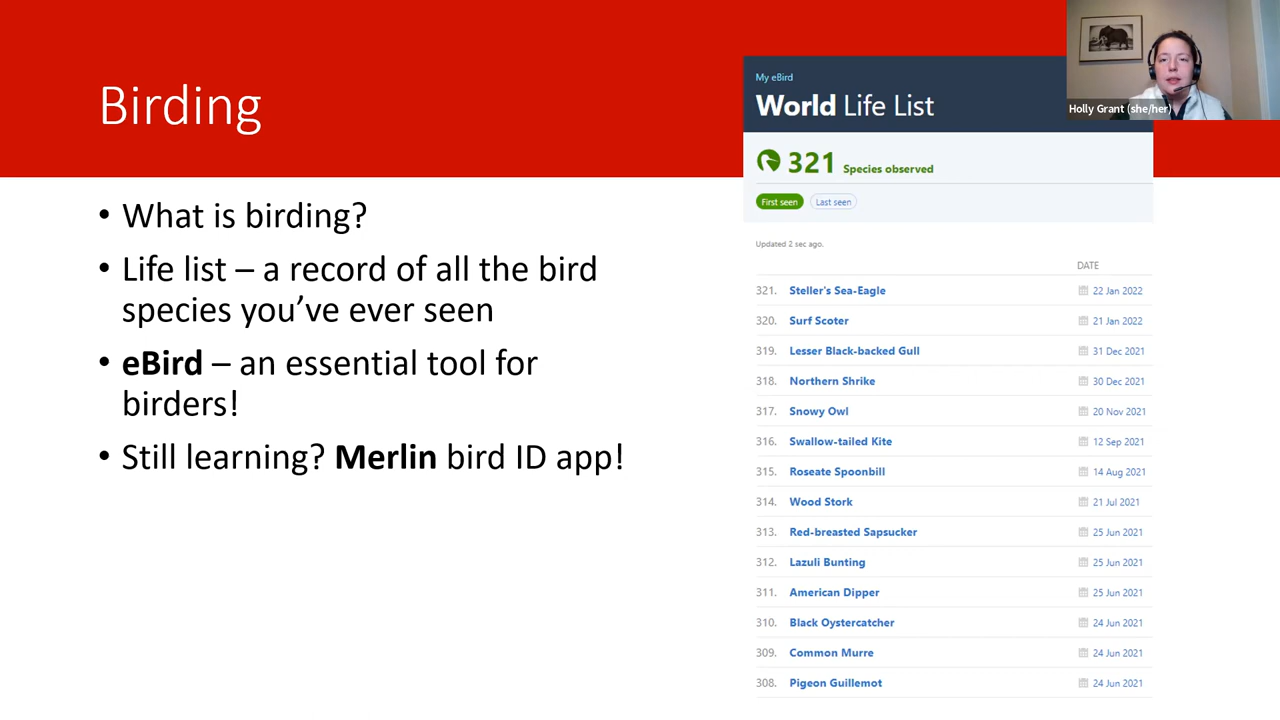 Birding
• What is birding?
• Life list – a record of all the bird
species you’ve ever seen
• eBird – an essential tool for
birders!
• Still learning? Merlin bird ID app!
My eBird
World Life List
321 Species observed
First seen Last seen
Updated 2 sec ago.
DATE
321. Steller's Sea-Eagle 22 Jan 2022
320. Surf Scoter 21 Jan 2022
319. Lesser Black-backed Gull 31 Dec 2021
318. Northern Shrike 30 Dec 2021
317. Snowy Owl 20 Nov 2021
316. Swallow-tailed Kite 12 Sep 2021
315. Roseate Spoonbill 14 Aug 2021
314. Wood Stork 21 Jul 2021
313. Red-breasted Sapsucker 25 Jun 2021
312. Lazuli Bunting 25 Jun 2021
311. American Dipper 25 Jun 2021
310. Black Oystercatcher 24 Jun 2021
309. Common Murre 24 Jun 2021
308. Pigeon Guillemot 24 Jun 2021
Holly Grant (she/her)